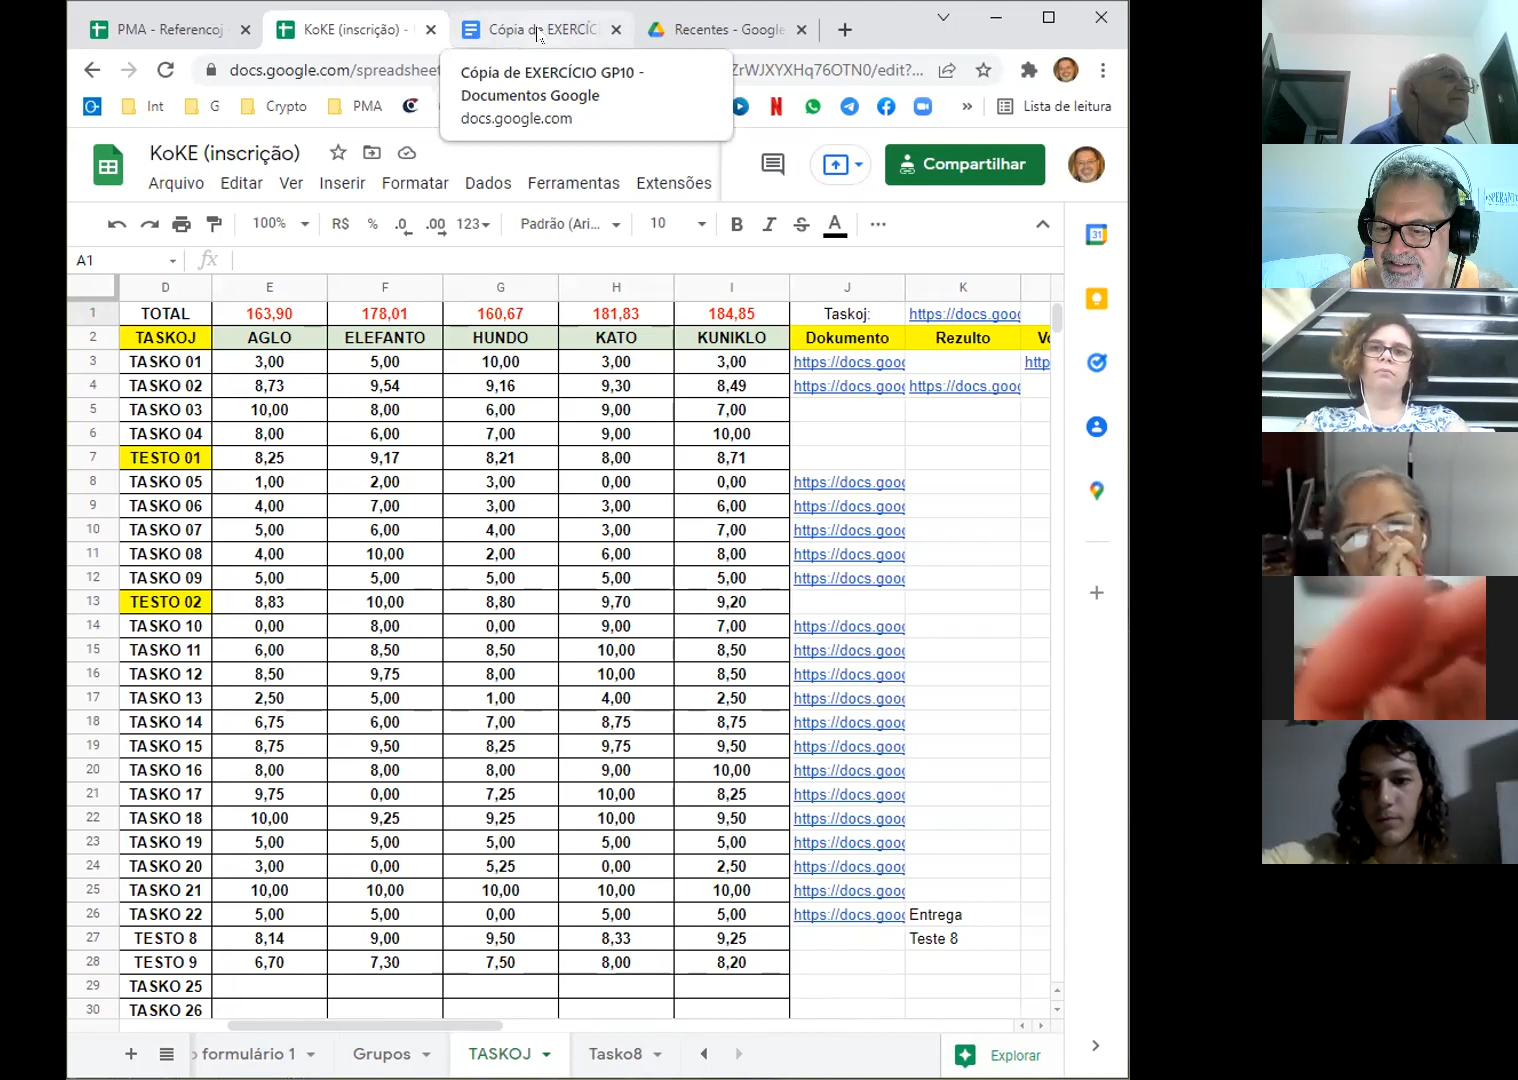 PMA - Referencoj
KoKE (inscrição) -
Cópia de EXERCÍC
Recentes - Google
docs.google.com/spreadsheet
ZrWJXYXHq76OTN0/edit?...
Cópia de EXERCÍCIO GP10 -
Documentos Google
docs.google.com
Int
G
Crypto
PMA
Lista de leitura
KoKE (inscrição)
Compartilhar
Arquivo Editar Ver Inserir Formatar Dados Ferramentas Extensões
100% R$ % .0 .00 123 Padrão (Ari... 10 B I S A
A1 fx
D E F G H I J K
1 TOTAL 163,90 178,01 160,67 181,83 184,85 Taskoj: https://docs.goo
2 TASKOJ AGLO ELEFANTO HUNDO KATO KUNIKLO Dokumento Rezulto
3 TASKO 01 3,00 5,00 10,00 3,00 3,00 https://docs.goo http
4 TASKO 02 8,73 9,54 9,16 9,30 8,49 https://docs.goo https://docs.goo
5 TASKO 03 10,00 8,00 6,00 9,00 7,00
6 TASKO 04 8,00 6,00 7,00 9,00 10,00
7 TESTO 01 8,25 9,17 8,21 8,00 8,71
8 TASKO 05 1,00 2,00 3,00 0,00 0,00 https://docs.goo
9 TASKO 06 4,00 7,00 3,00 3,00 6,00 https://docs.goo
10 TASKO 07 5,00 6,00 4,00 3,00 7,00 https://docs.goo
11 TASKO 08 4,00 10,00 2,00 6,00 8,00 https://docs.goo
12 TASKO 09 5,00 5,00 5,00 5,00 5,00 https://docs.goo
13 TESTO 02 8,83 10,00 8,80 9,70 9,20
14 TASKO 10 0,00 8,00 0,00 9,00 7,00 https://docs.goo
15 TASKO 11 6,00 8,50 8,50 10,00 8,50 https://docs.goo
16 TASKO 12 8,50 9,75 8,00 10,00 8,50 https://docs.goo
17 TASKO 13 2,50 5,00 1,00 4,00 2,50 https://docs.goo
18 TASKO 14 6,75 6,00 7,00 8,75 8,75 https://docs.goo
19 TASKO 15 8,75 9,50 8,25 9,75 9,50 https://docs.goo
20 TASKO 16 8,00 8,00 8,00 9,00 10,00 https://docs.goo
21 TASKO 17 9,75 0,00 7,25 10,00 8,25 https://docs.goo
22 TASKO 18 10,00 9,25 9,25 10,00 9,50 https://docs.goo
23 TASKO 19 5,00 5,00 5,00 5,00 5,00 https://docs.goo
24 TASKO 20 3,00 0,00 5,25 0,00 2,50 https://docs.goo
25 TASKO 21 10,00 10,00 10,00 10,00 10,00 https://docs.goo
26 TASKO 22 5,00 5,00 0,00 5,00 5,00 https://docs.goo Entrega
27 TESTO 8 8,14 9,00 9,50 8,33 9,25 Teste 8
28 TESTO 9 6,70 7,30 7,50 8,00 8,20
29 TASKO 25
30 TASKO 26
formulário 1 Grupos TASKOJ Tasko8 Explorar
31